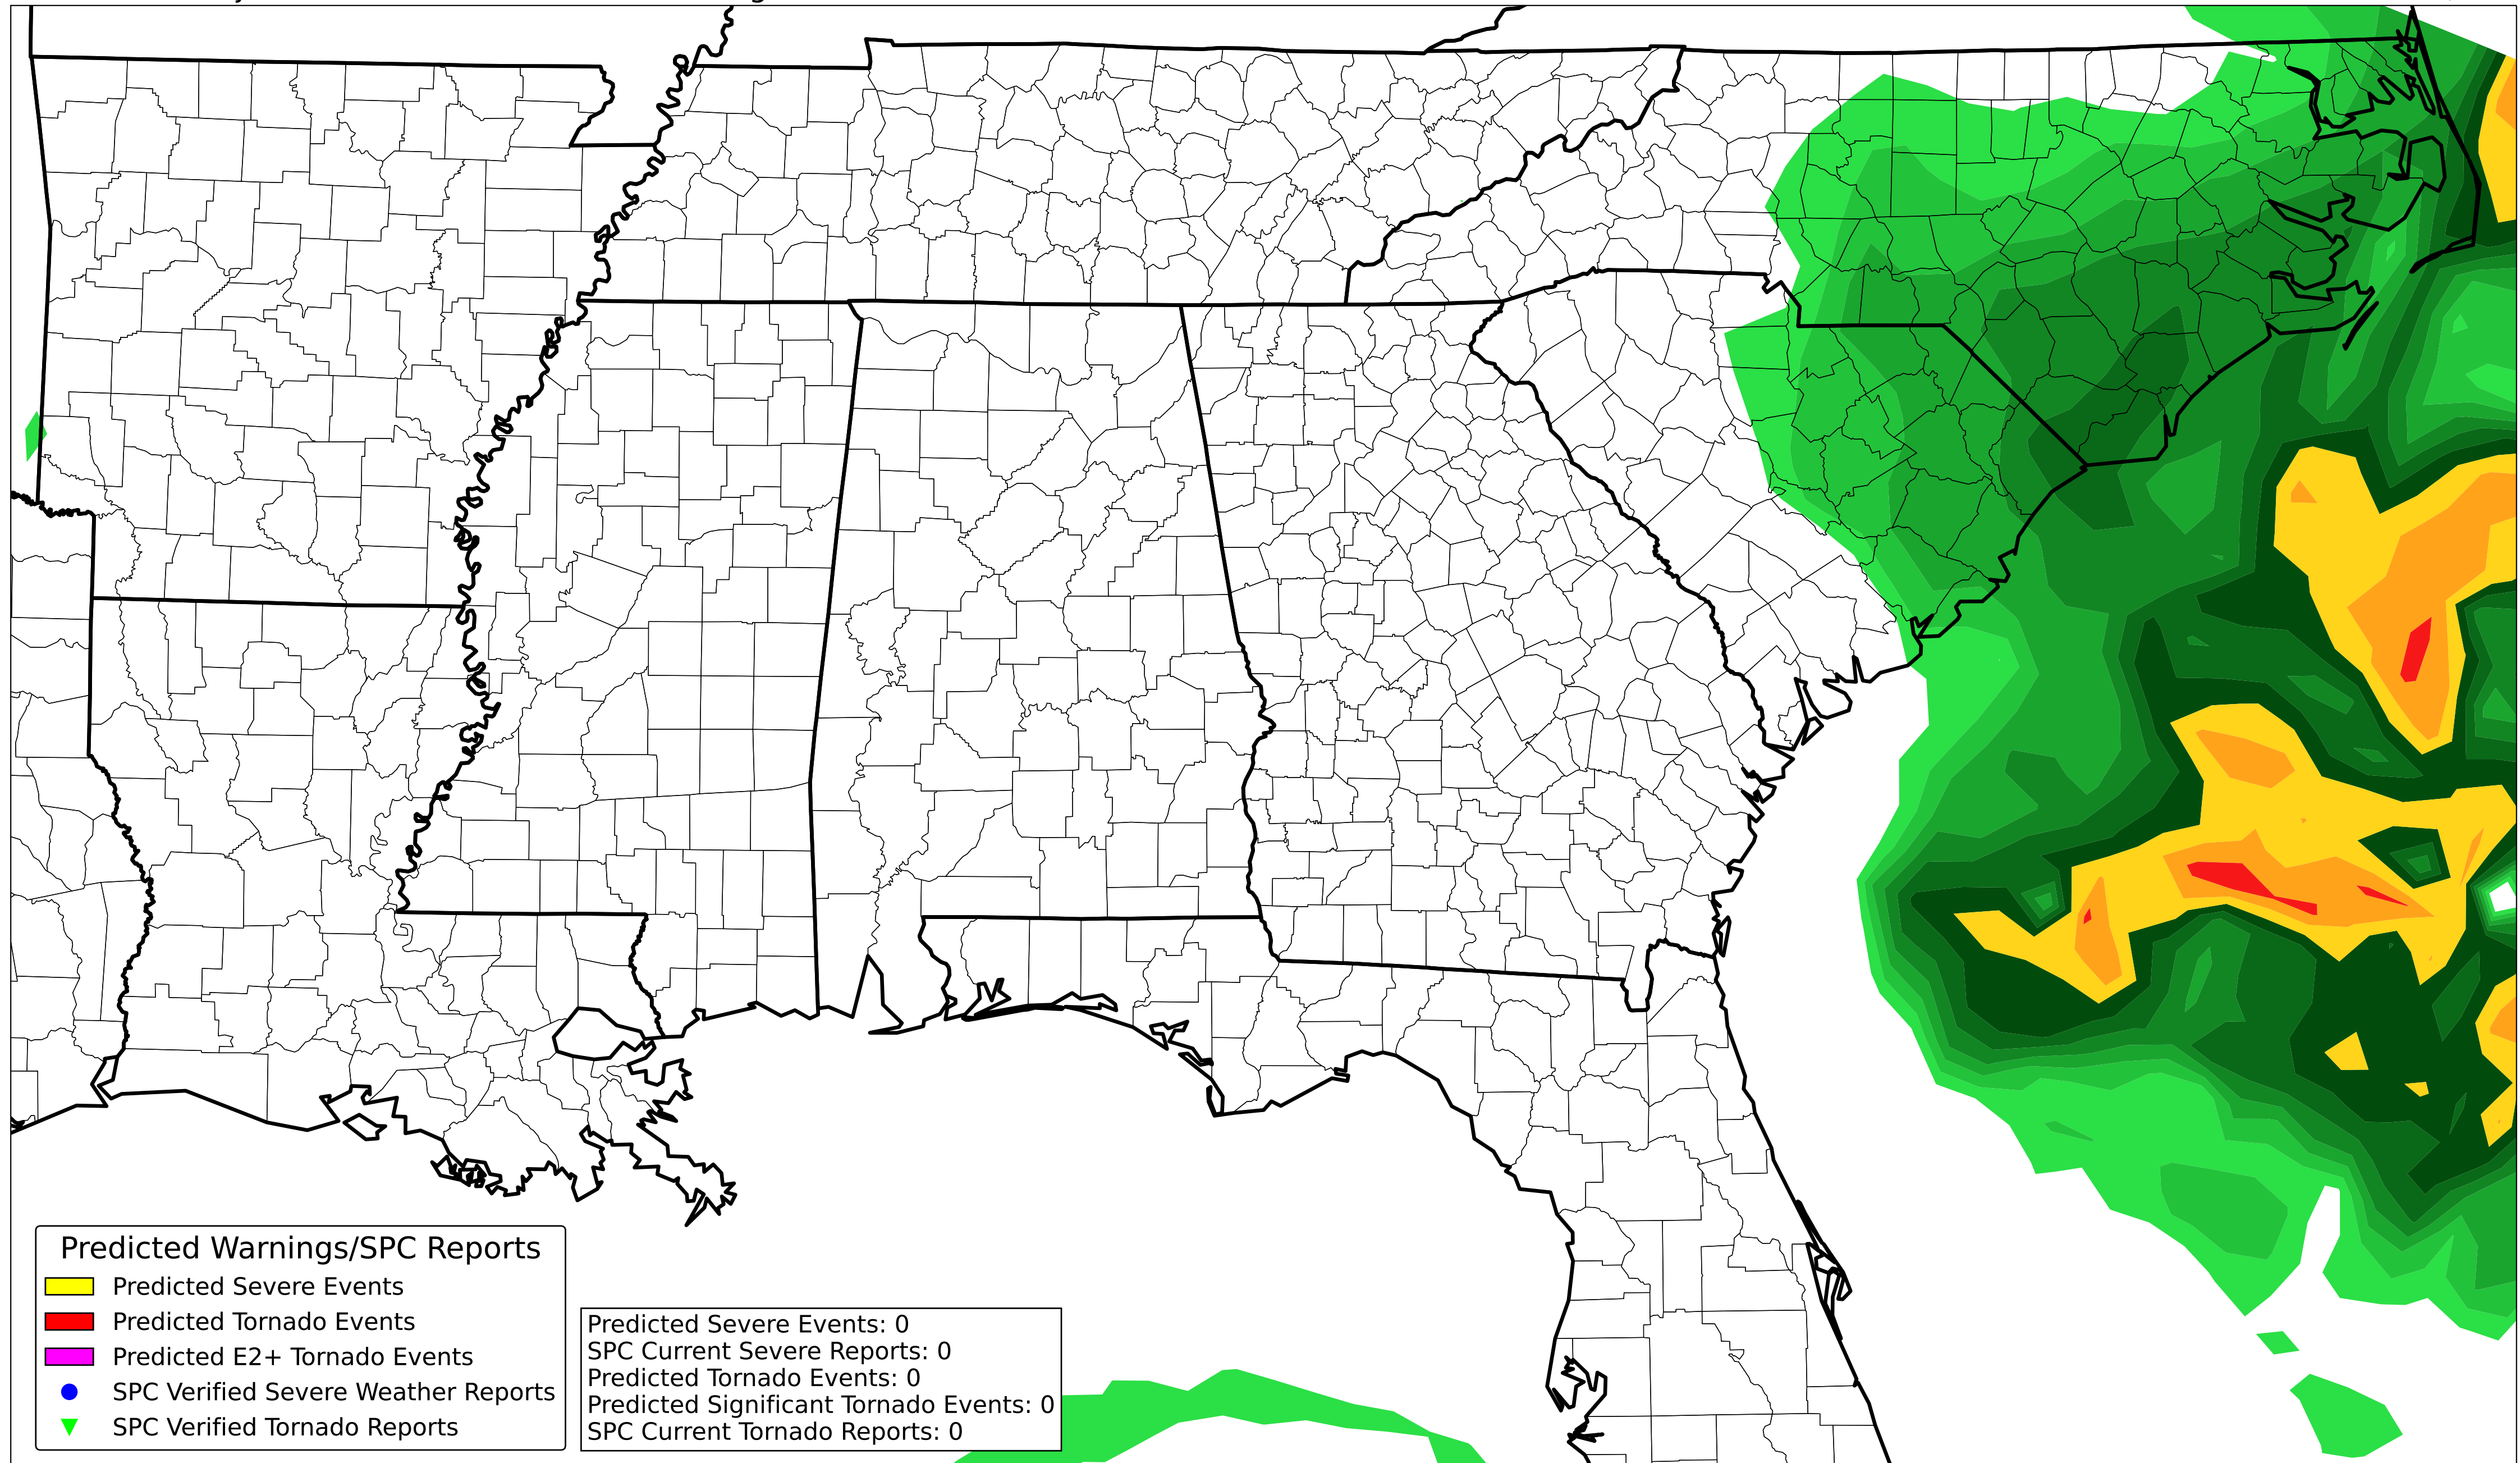 Predicted Warnings/SPC Reports
Predicted Severe Events
Predicted Tornado Events
Predicted E2+ Tornado Events
SPC Verified Severe Weather Reports
SPC Verified Tornado Reports
Predicted Severe Events: 0
SPC Current Severe Reports: 0
Predicted Tornado Events: 0
Predicted Significant Tornado Events: 0
SPC Current Tornado Reports: 0